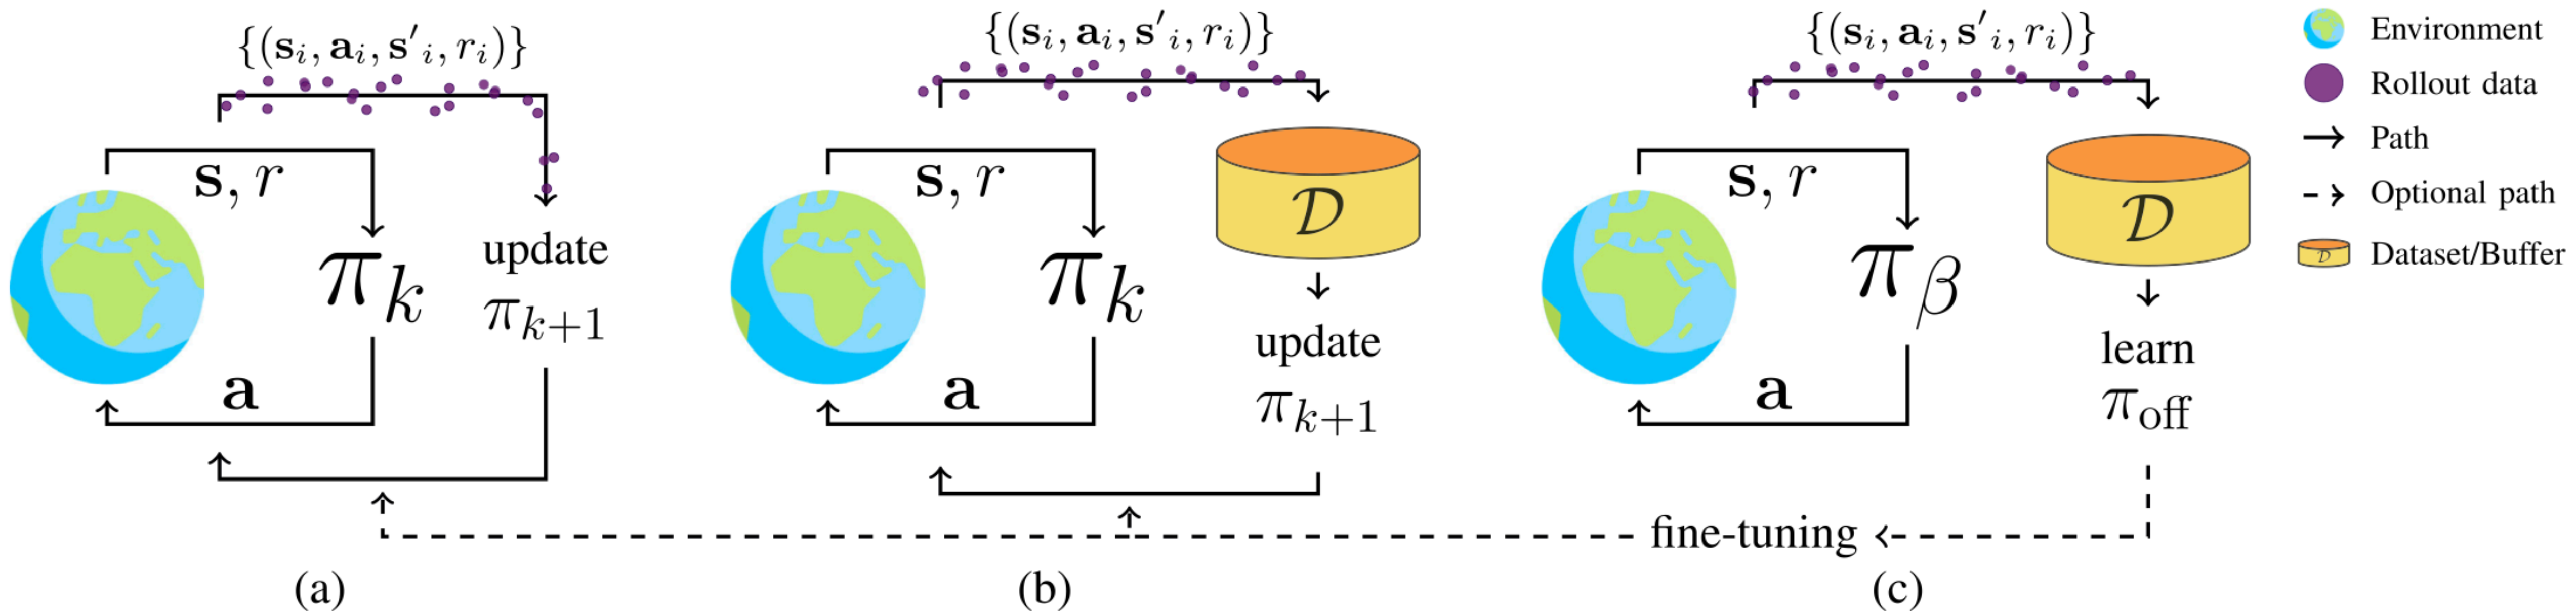 {(s_i, a_i, s'_i, r_i)}
s, r
π_k
a
update
π_{k+1}
(a)
{(s_i, a_i, s'_i, r_i)}
s, r
π_k
a
𝒟
update
π_{k+1}
(b)
{(s_i, a_i, s'_i, r_i)}
s, r
π_β
a
𝒟
learn
π_off
fine-tuning
(c)
Environment
Rollout data
Path
Optional path
𝒟 Dataset/Buffer